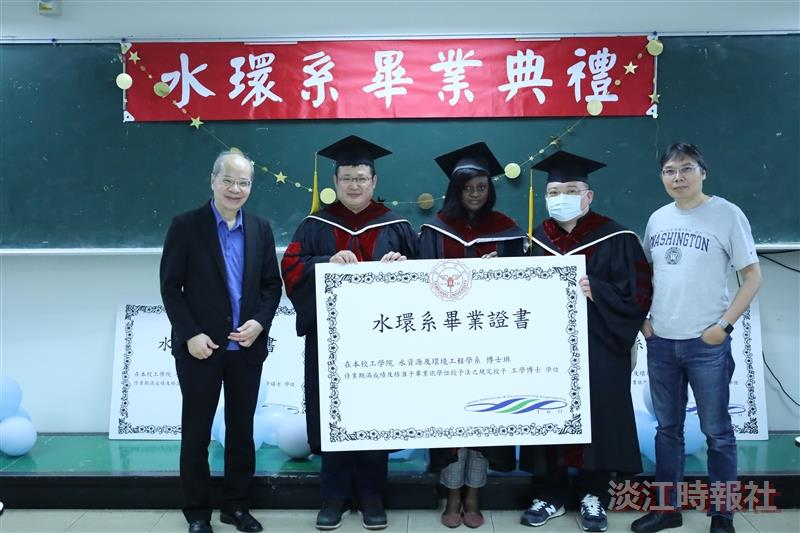 水環系畢業典禮
水環系畢業證書
在本校工學院 水資源及環境工程學系 博士班
修業期滿成績及格准予畢業依學位授予法之規定授予 工學博士 學位
TKU
WASHINGTON
淡江時報社